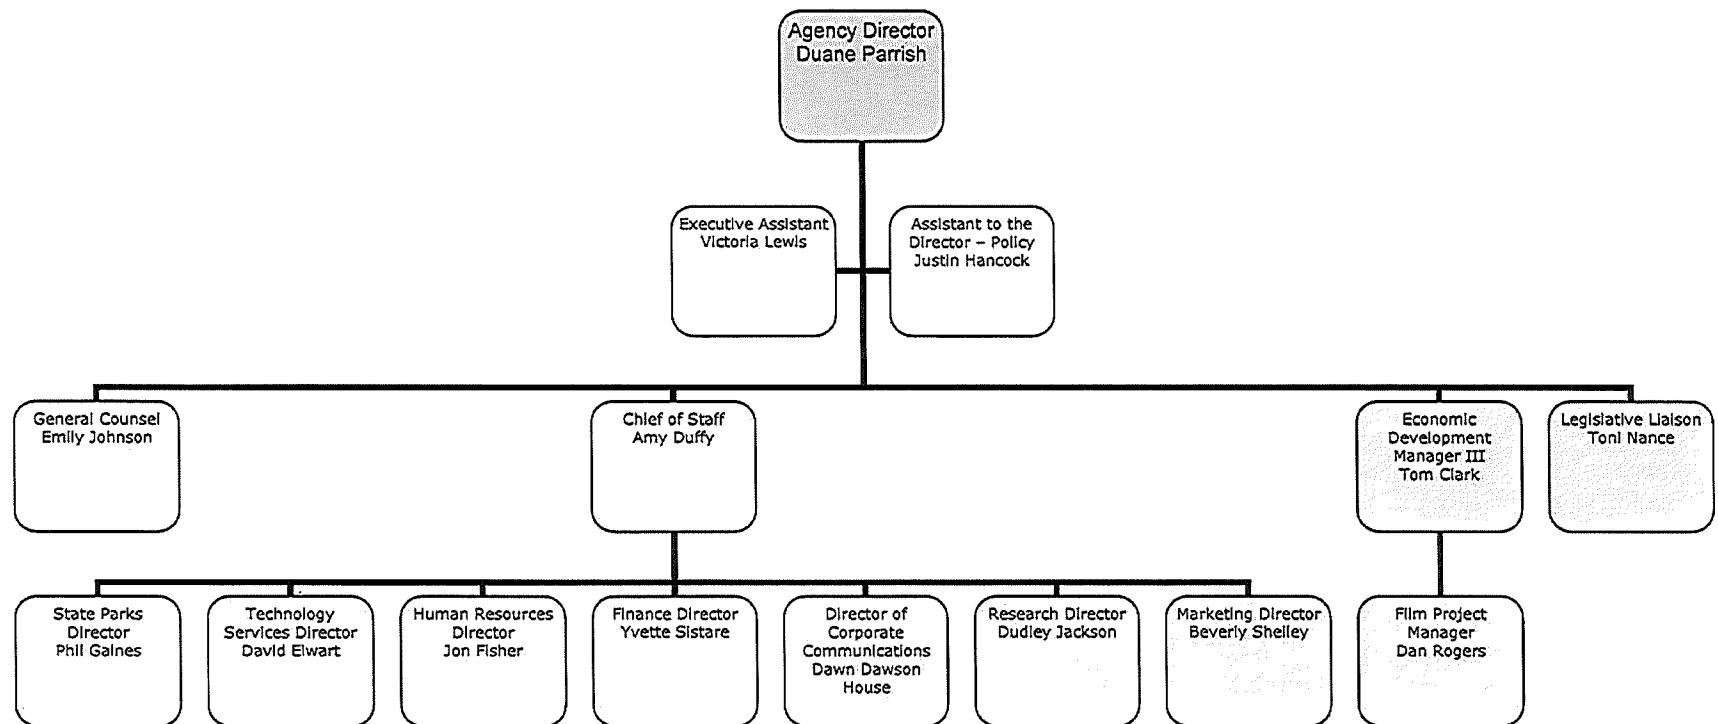 Agency Director
Duane Parrish
Executive Assistant
Victoria Lewis
Assistant to the
Director – Policy
Justin Hancock
General Counsel
Emily Johnson
Chief of Staff
Amy Duffy
Economic
Development
Manager III
Tom Clark
Legislative Liaison
Toni Nance
State Parks
Director
Phil Gaines
Technology
Services Director
David Elwart
Human Resources
Director
Jon Fisher
Finance Director
Yvette Sistare
Director of
Corporate
Communications
Dawn Dawson
House
Research Director
Dudley Jackson
Marketing Director
Beverly Shelley
Film Project
Manager
Dan Rogers